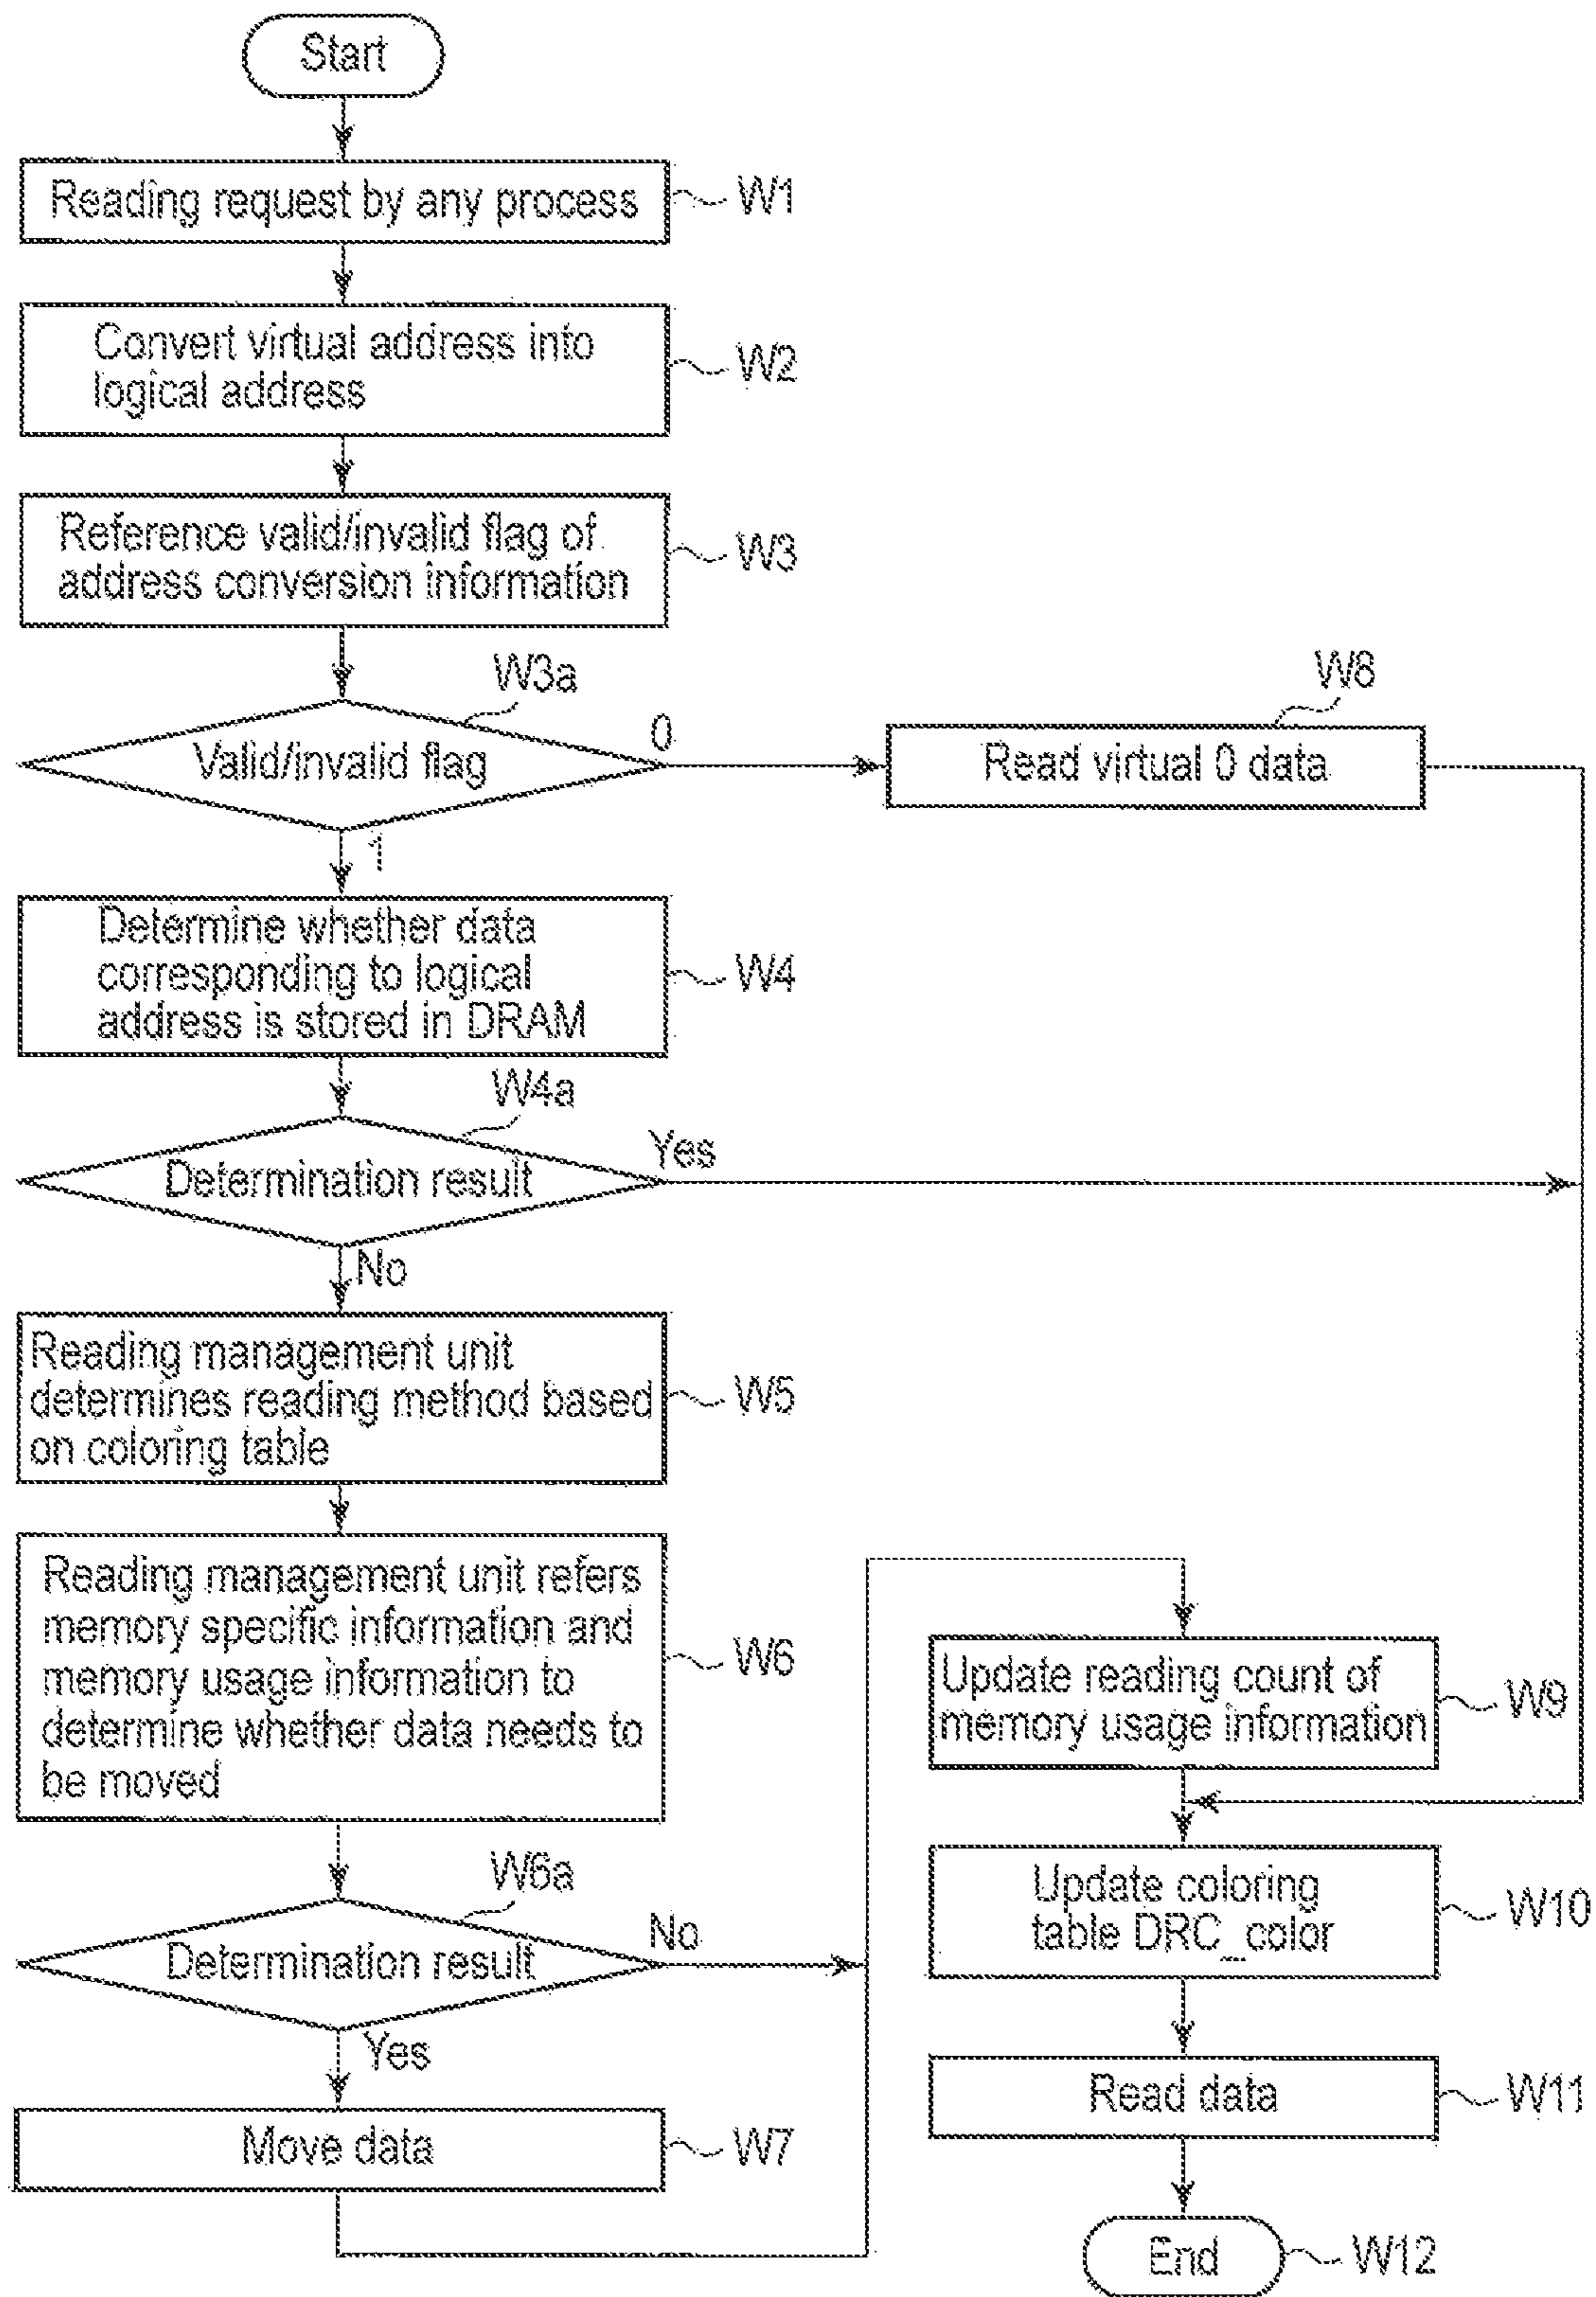 Start
Reading request by any process
W1
Convert virtual address into
logical address
W2
Reference valid/invalid flag of
address conversion information
W3
W3a
Valid/invalid flag
0
1
W8
Read virtual 0 data
Determine whether data
corresponding to logical
address is stored in DRAM
W4
W4a
Determination result
Yes
No
Reading management unit
determines reading method based
on coloring table
W5
Reading management unit refers
memory specific information and
memory usage information to
determine whether data needs to
be moved
W6
W6a
Determination result
No
Yes
Move data
W7
Update reading count of
memory usage information
W9
Update coloring
table DRC_color
W10
Read data
W11
End
W12